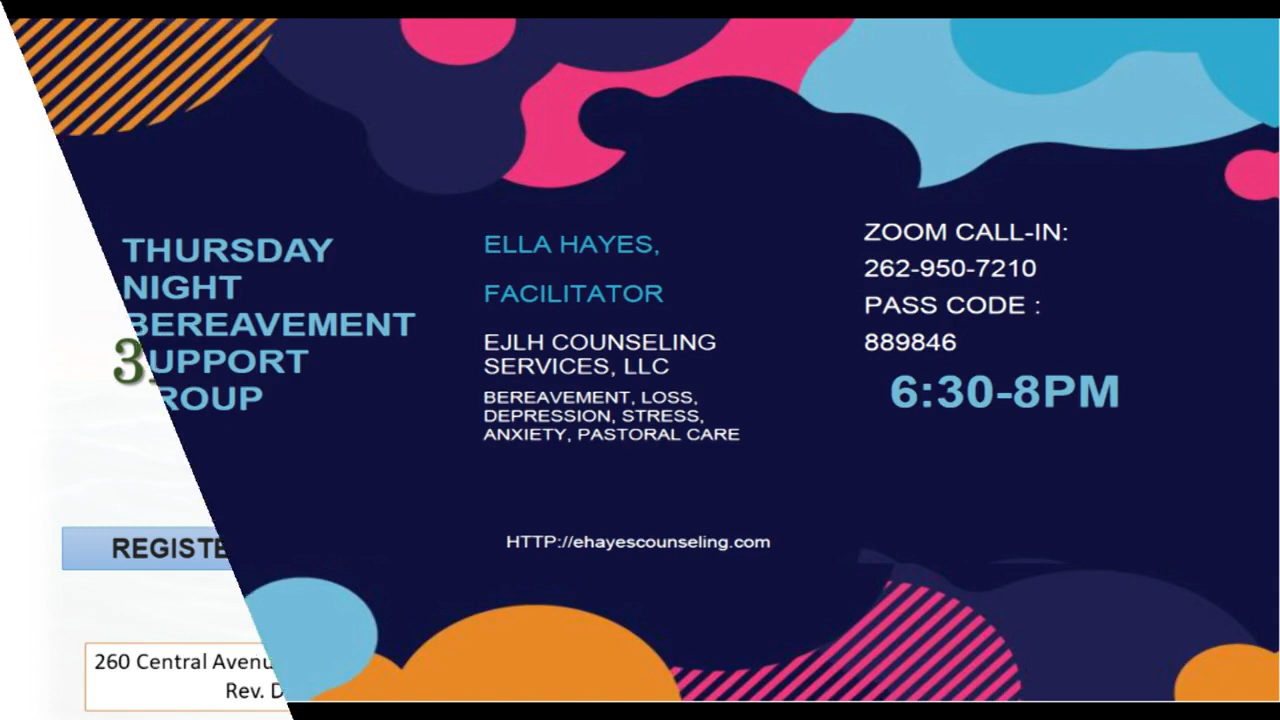 THURSDAY
NIGHT
BEREAVEMENT
UPPORT
ROUP
3
ELLA HAYES,
FACILITATOR
EJLH COUNSELING
SERVICES, LLC
BEREAVEMENT, LOSS,
DEPRESSION, STRESS,
ANXIETY, PASTORAL CARE
HTTP://ehayescounseling.com
ZOOM CALL-IN:
262-950-7210
PASS CODE :
889846
6:30-8PM
REGISTE
260 Central Avenu
Rev. D